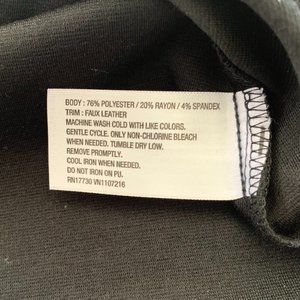 BODY : 76% POLYESTER / 20% RAYON / 4% SPANDEX
TRIM : FAUX LEATHER
MACHINE WASH COLD WITH LIKE COLORS.
GENTLE CYCLE. ONLY NON-CHLORINE BLEACH
WHEN NEEDED. TUMBLE DRY LOW.
REMOVE PROMPTLY.
COOL IRON WHEN NEEDED.
DO NOT IRON ON PU.
RN17730 VN1107216